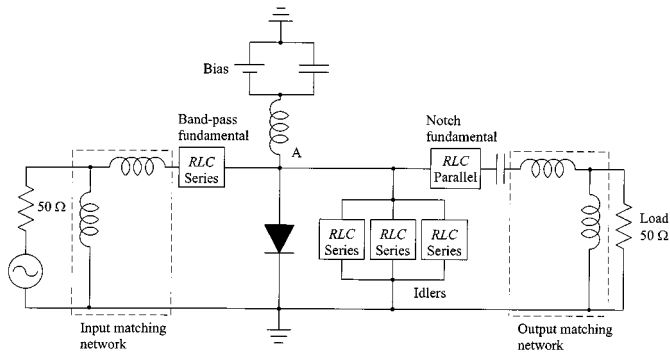 Bias
Band-pass
fundamental
A
Notch
fundamental
RLC
Series
RLC
Parallel
50 Ω
RLC
Series
RLC
Series
RLC
Series
Load
50 Ω
Idlers
Input matching
network
Output matching
network